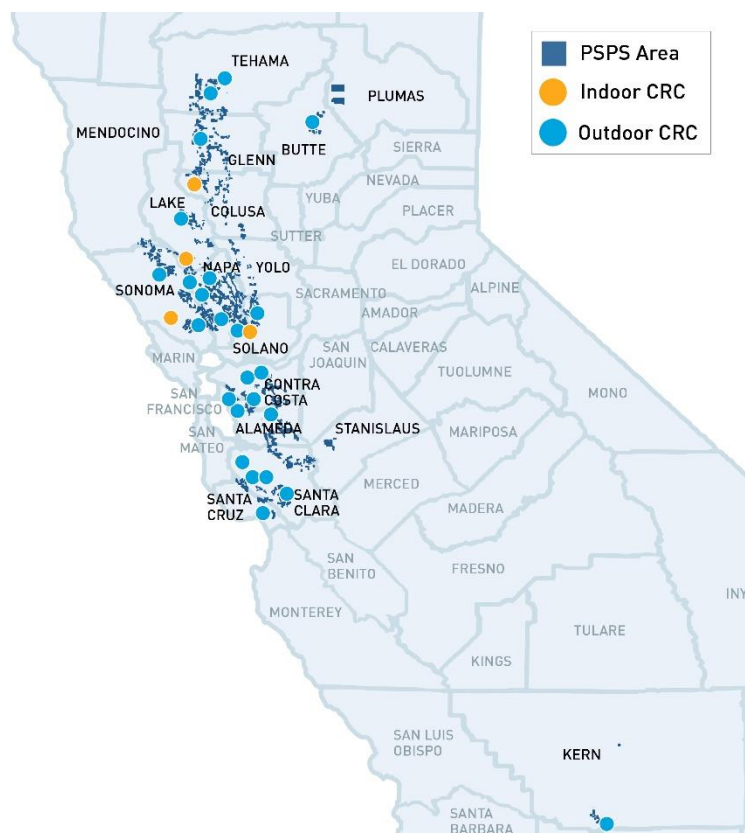 TEHAMA
PLUMAS
MENDOCINO
BUTTE
GLENN
SIERRA
NEVADA
YUBA
LAKE
COLUSA
PLACER
SUTTER
NAPA
YOLO
EL DORADO
SONOMA
SACRAMENTO
ALPINE
AMADOR
SOLANO
SAN
JOAQUIN
CALAVERAS
MARIN
TUOLUMNE
CONTRA
COSTA
MONO
SAN
FRANCISCO
ALAMEDA
STANISLAUS
SAN
MATEO
MARIPOSA
MERCED
SANTA
CLARA
SANTA
CRUZ
MADERA
SAN
BENITO
FRESNO
INY
MONTEREY
TULARE
KINGS
SAN LUIS
OBISPO
KERN
SANTA
BARBARA
PSPS Area
Indoor CRC
Outdoor CRC